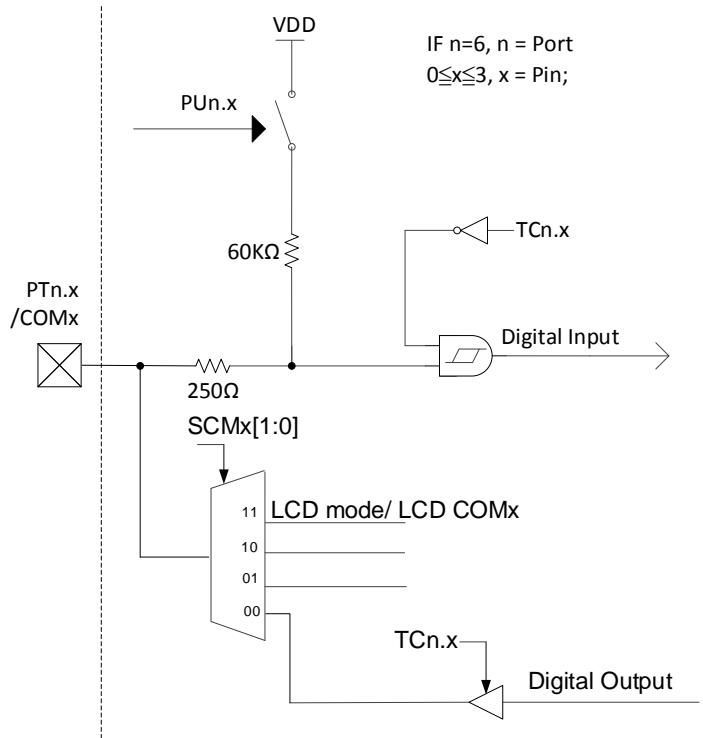 VDD
IF n=6, n = Port
0≦x≦3, x = Pin;
PUn.x
TCn.x
60KΩ
PTn.x
/COMx
Digital Input
250Ω
SCMx[1:0]
11
LCD mode/ LCD COMx
10
01
00
TCn.x
Digital Output